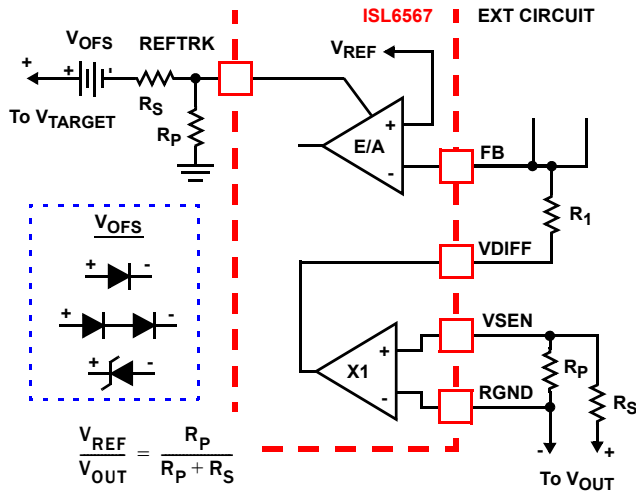 ISL6567 EXT CIRCUIT
VOFS REFTRK VREF
+ + -
RS
To VTARGET
RP
+
E/A
-
FB
R1
VOFS
VDIFF
+ -
+ -
+ -
VSEN
+
X1
-
RP
RS
RGND
- +
To VOUT
VREF / VOUT = RP / RP + RS